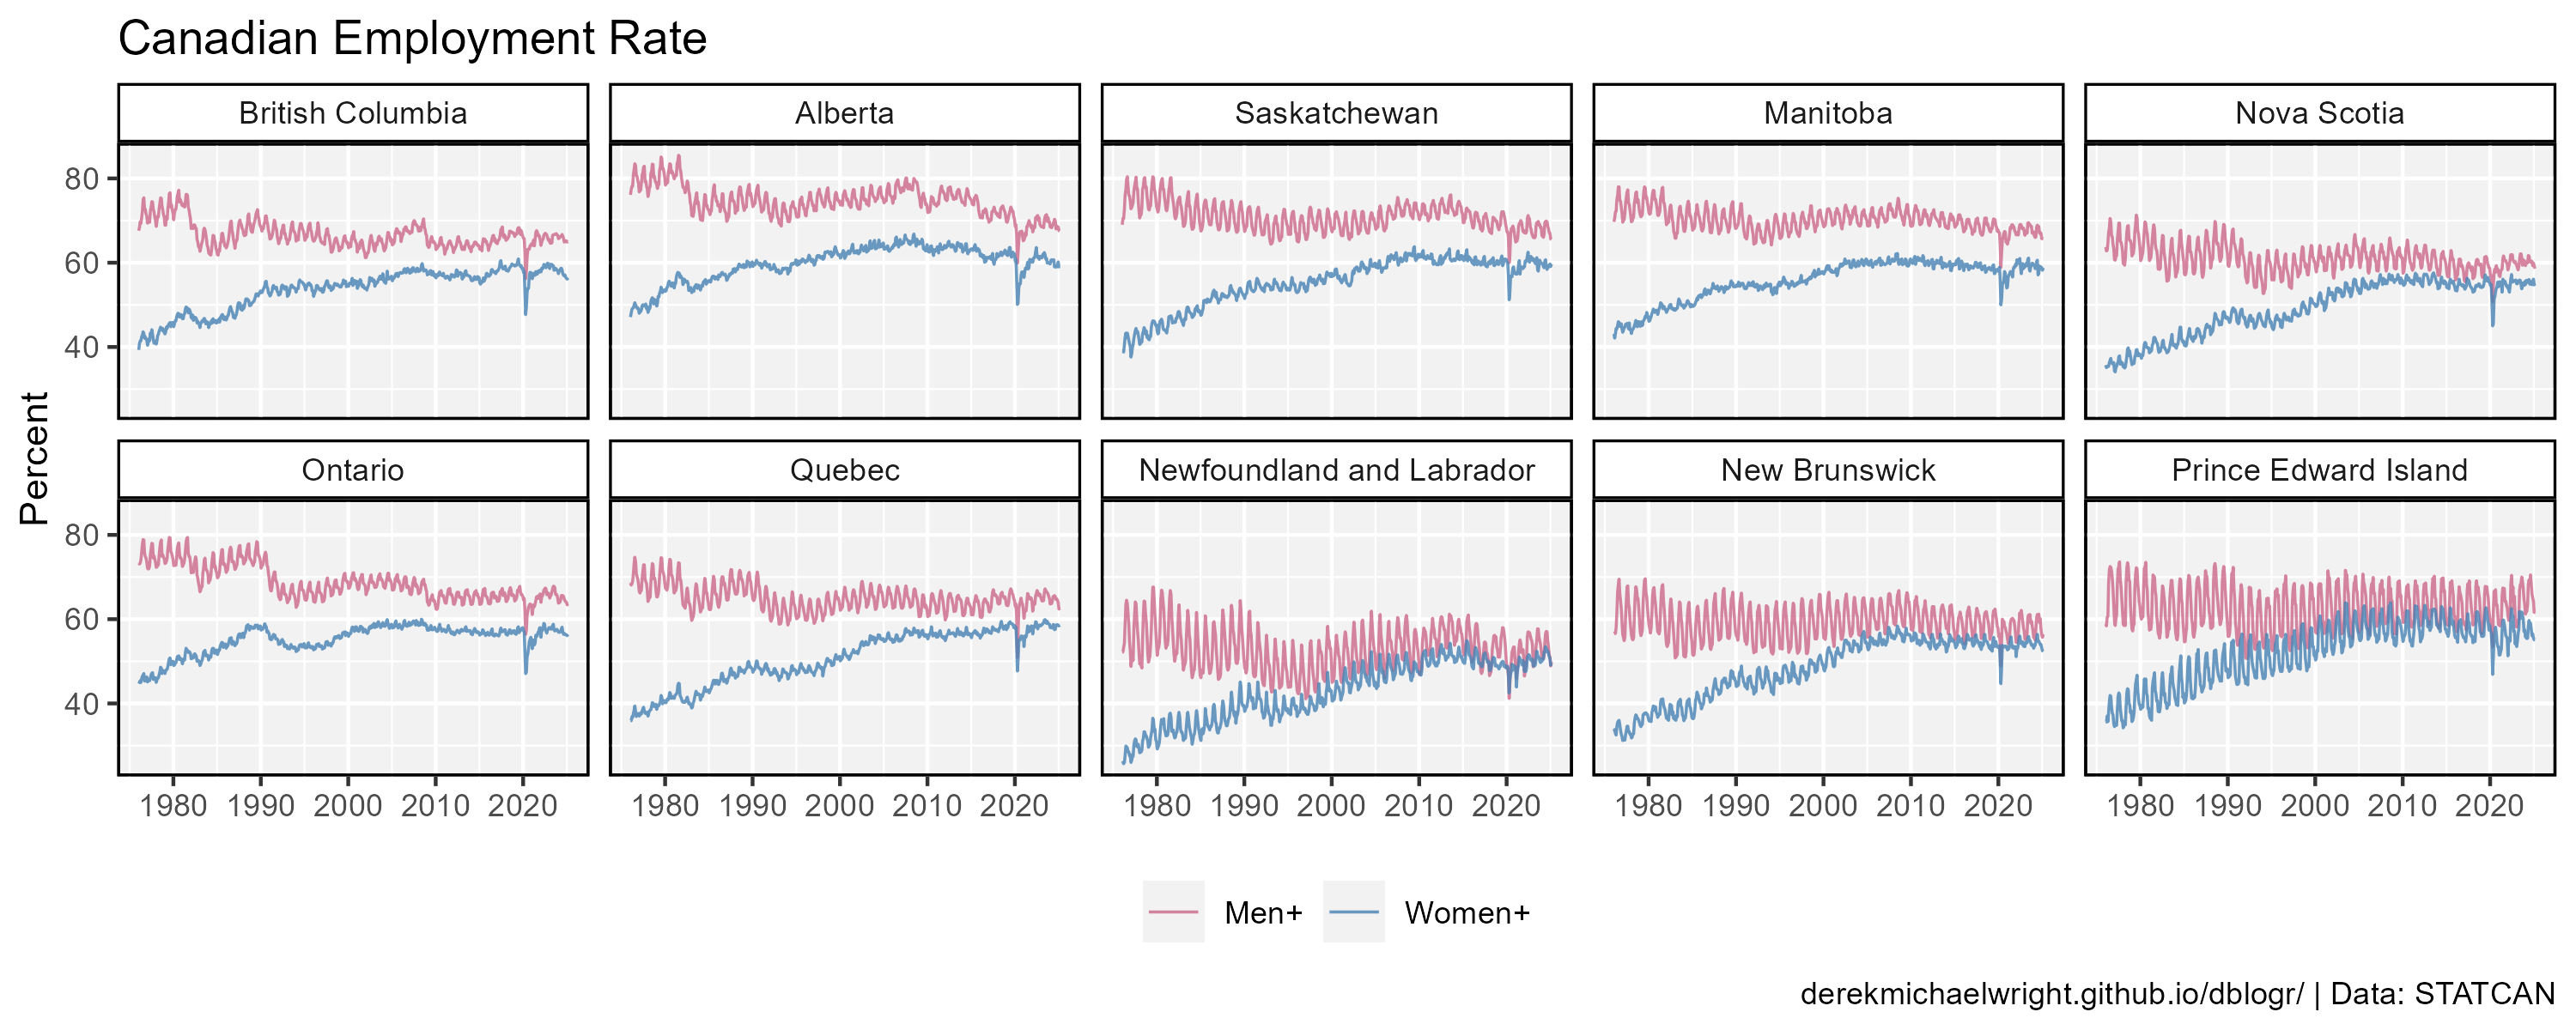 Canadian Employment Rate
British Columbia
Alberta
Saskatchewan
Manitoba
Nova Scotia
80
60
40
Percent
Ontario
Quebec
Newfoundland and Labrador
New Brunswick
Prince Edward Island
80
60
40
1980 1990 2000 2010 2020
1980 1990 2000 2010 2020
1980 1990 2000 2010 2020
1980 1990 2000 2010 2020
1980 1990 2000 2010 2020
Men+ Women+
derekmichaelwright.github.io/dblogr/ | Data: STATCAN